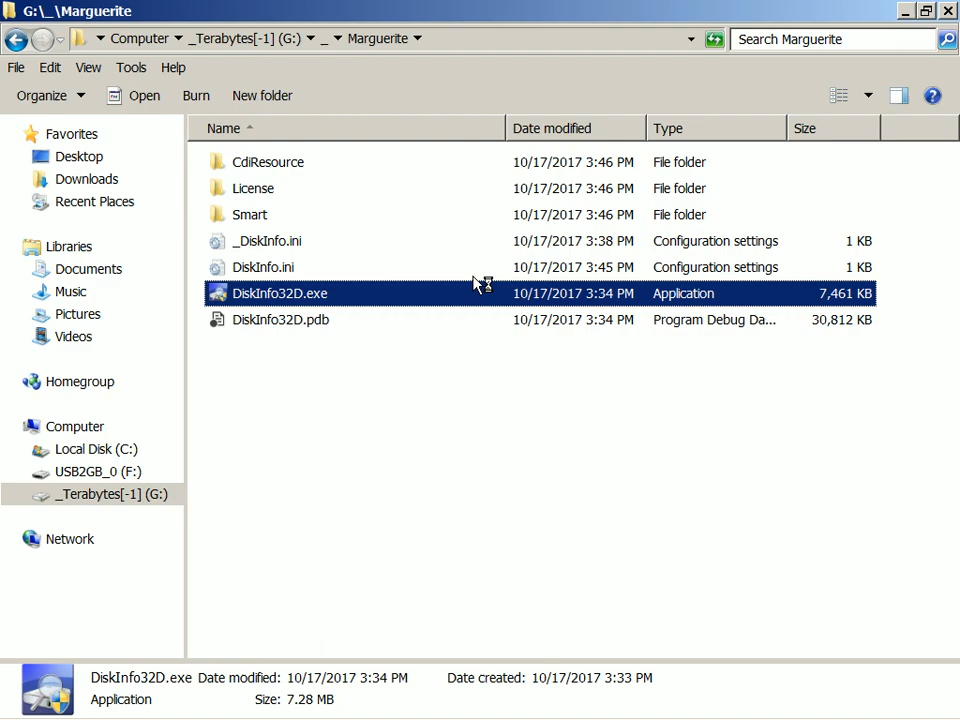 G:\_\Marguerite
Computer _Terabytes[-1] (G:) _ Marguerite
Search Marguerite
File Edit View Tools Help
Organize Open Burn New folder
Name Date modified Type Size
CdiResource 10/17/2017 3:46 PM File folder
License 10/17/2017 3:46 PM File folder
Smart 10/17/2017 3:46 PM File folder
_DiskInfo.ini 10/17/2017 3:38 PM Configuration settings 1 KB
DiskInfo.ini 10/17/2017 3:45 PM Configuration settings 1 KB
DiskInfo32D.exe 10/17/2017 3:34 PM Application 7,461 KB
DiskInfo32D.pdb 10/17/2017 3:34 PM Program Debug Da... 30,812 KB
Favorites
Desktop
Downloads
Recent Places
Libraries
Documents
Music
Pictures
Videos
Homegroup
Computer
Local Disk (C:)
USB2GB_0 (F:)
_Terabytes[-1] (G:)
Network
DiskInfo32D.exe Date modified: 10/17/2017 3:34 PM Date created: 10/17/2017 3:33 PM
Application Size: 7.28 MB